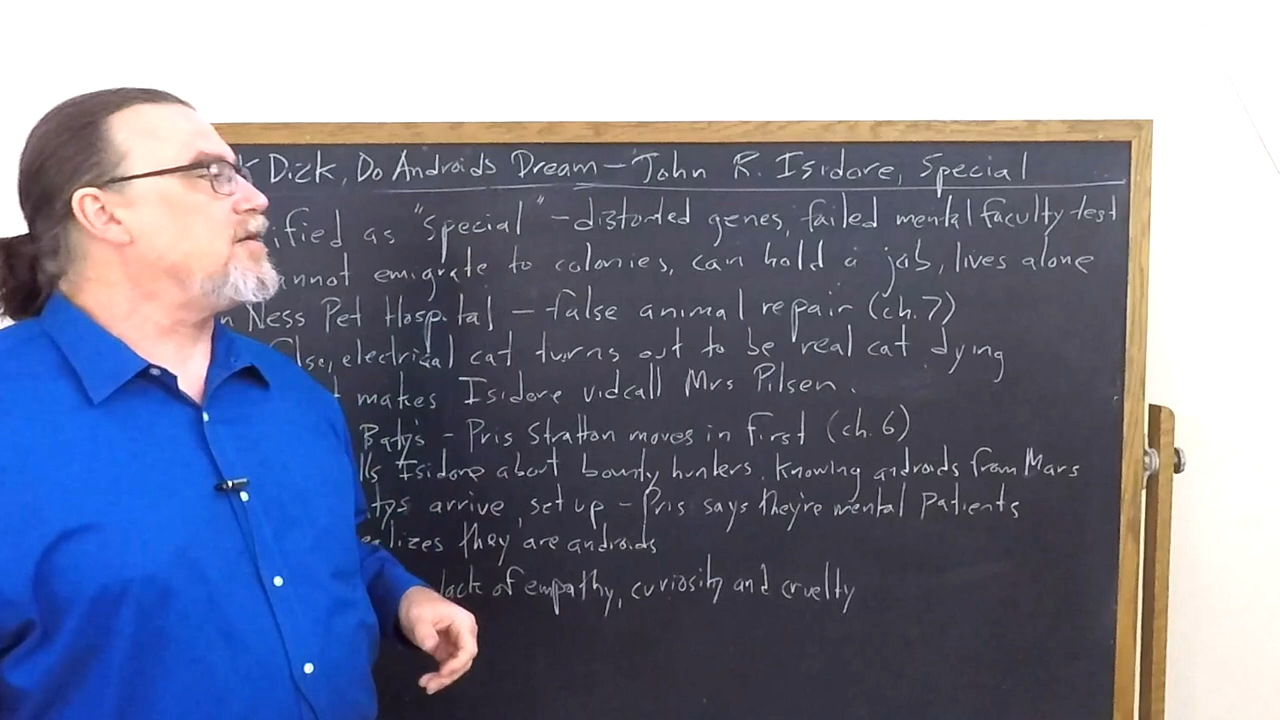 K Dick, Do Androids Dream - John R. Isidore, Special
ified as "Special" - distorted genes, failed mental faculty test
annot emigrate to colonies, can hold a job, lives alone
n Ness Pet Hospital - false animal repair (ch. 7)
lse, electrical cat turns out to be real cat dying
t makes Isidore vidcall Mrs Pilsen.
Baty's - Pris Stratton moves in first (ch. 6)
lls Isidore about bounty hunters, knowing androids from Mars
tys arrive, set up - Pris says they're mental patients
ealizes they are androids
lack of empathy, curiosity and cruelty